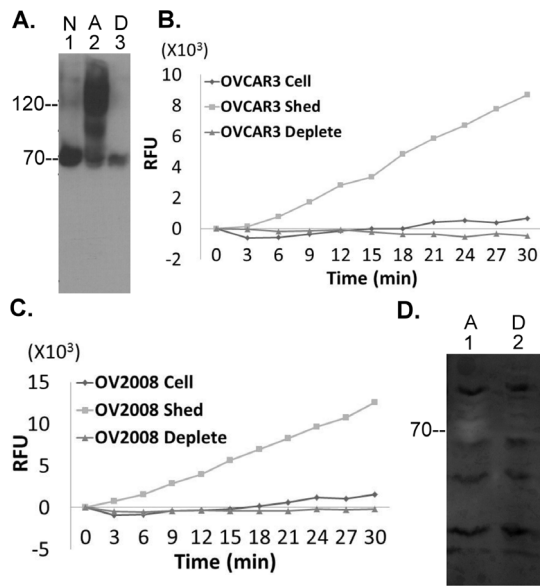 A.
N A D
1 2 3
120--
70--
B.
(X10³)
10
8
6
4
2
0
-2
RFU
OVCAR3 Cell
OVCAR3 Shed
OVCAR3 Deplete
0 3 6 9 12 15 18 21 24 27 30
Time (min)
C.
(X10³)
15
10
5
0
-5
RFU
OV2008 Cell
OV2008 Shed
OV2008 Deplete
0 3 6 9 12 15 18 21 24 27 30
Time (min)
D.
A D
1 2
70--